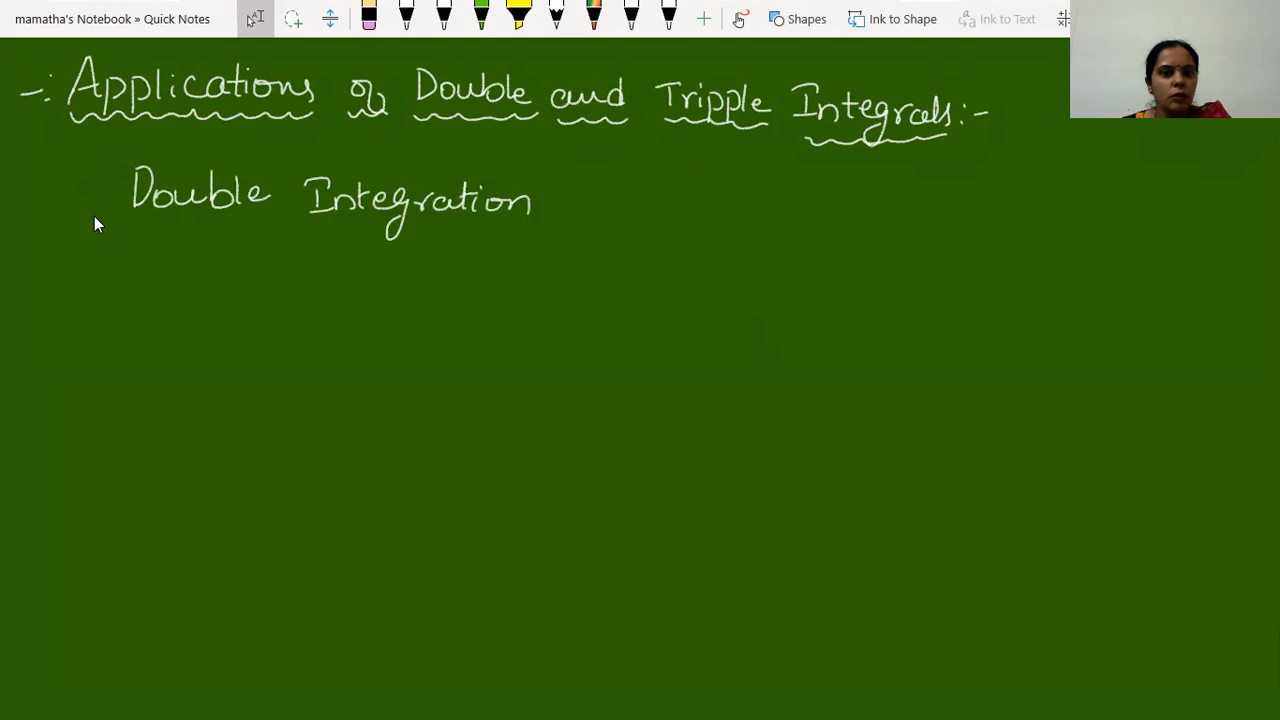 mamatha's Notebook » Quick Notes
Shapes
Ink to Shape
Ink to Text
-: Applications of Double and Tripple Integrals:-
Double Integration